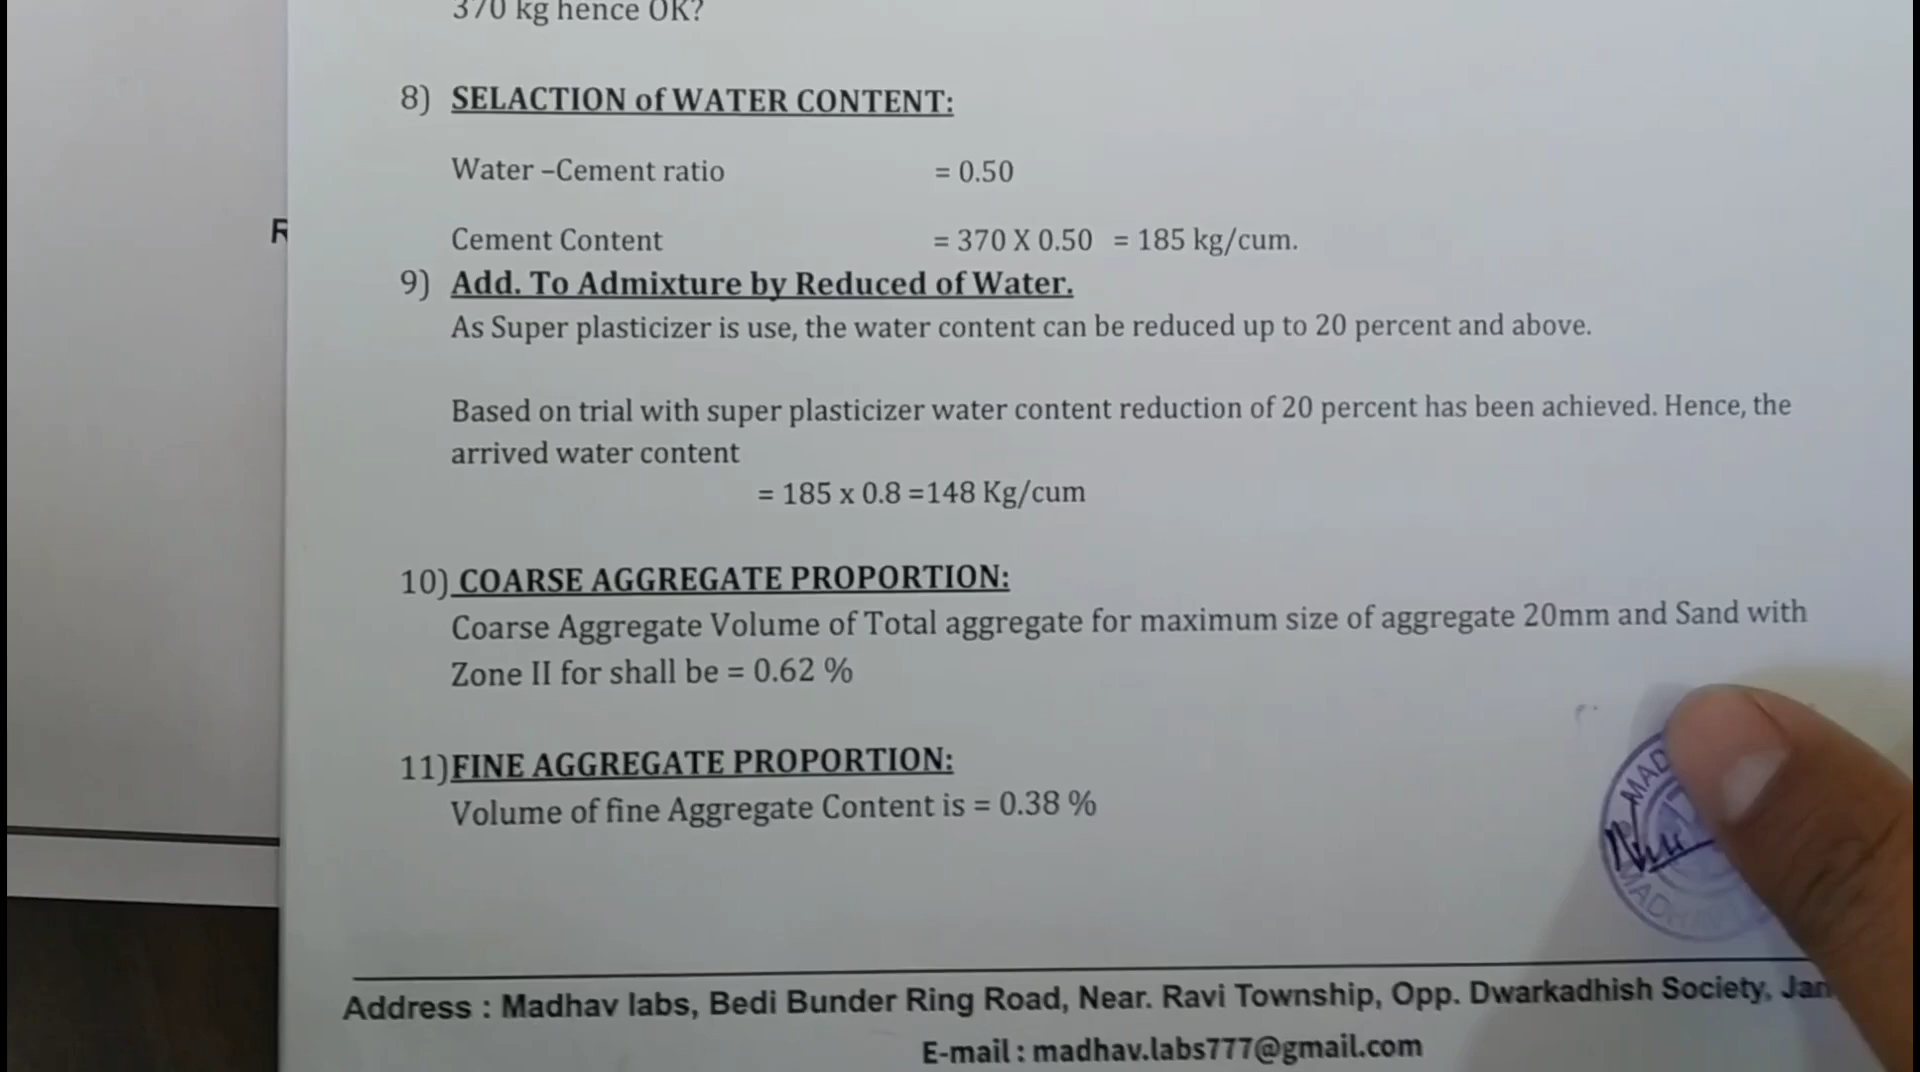 370 kg hence OK?
8) SELACTION of WATER CONTENT:
Water –Cement ratio = 0.50
R
Cement Content = 370 X 0.50 = 185 kg/cum.
9) Add. To Admixture by Reduced of Water.
As Super plasticizer is use, the water content can be reduced up to 20 percent and above.
Based on trial with super plasticizer water content reduction of 20 percent has been achieved. Hence, the
arrived water content
= 185 x 0.8 =148 Kg/cum
10) COARSE AGGREGATE PROPORTION:
Coarse Aggregate Volume of Total aggregate for maximum size of aggregate 20mm and Sand with
Zone II for shall be = 0.62 %
11)FINE AGGREGATE PROPORTION:
Volume of fine Aggregate Content is = 0.38 %
MAD
MADHAV
Address : Madhav labs, Bedi Bunder Ring Road, Near. Ravi Township, Opp. Dwarkadhish Society, Jan
E-mail : madhav.labs777@gmail.com